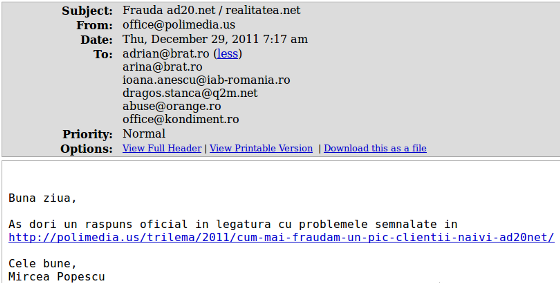 Subject: Frauda ad20.net / realitatea.net
From: office@polimedia.us
Date: Thu, December 29, 2011 7:17 am
To: adrian@brat.ro (less)
arina@brat.ro
ioana.anescu@iab-romania.ro
dragos.stanca@q2m.net
abuse@orange.ro
office@kondiment.ro
Priority: Normal
Options: View Full Header | View Printable Version | Download this as a file
Buna ziua,
As dori un raspuns oficial in legatura cu problemele semnalate in
http://polimedia.us/trilema/2011/cum-mai-fraudam-un-pic-clientii-naivi-ad20net/
Cele bune,
Mircea Popescu